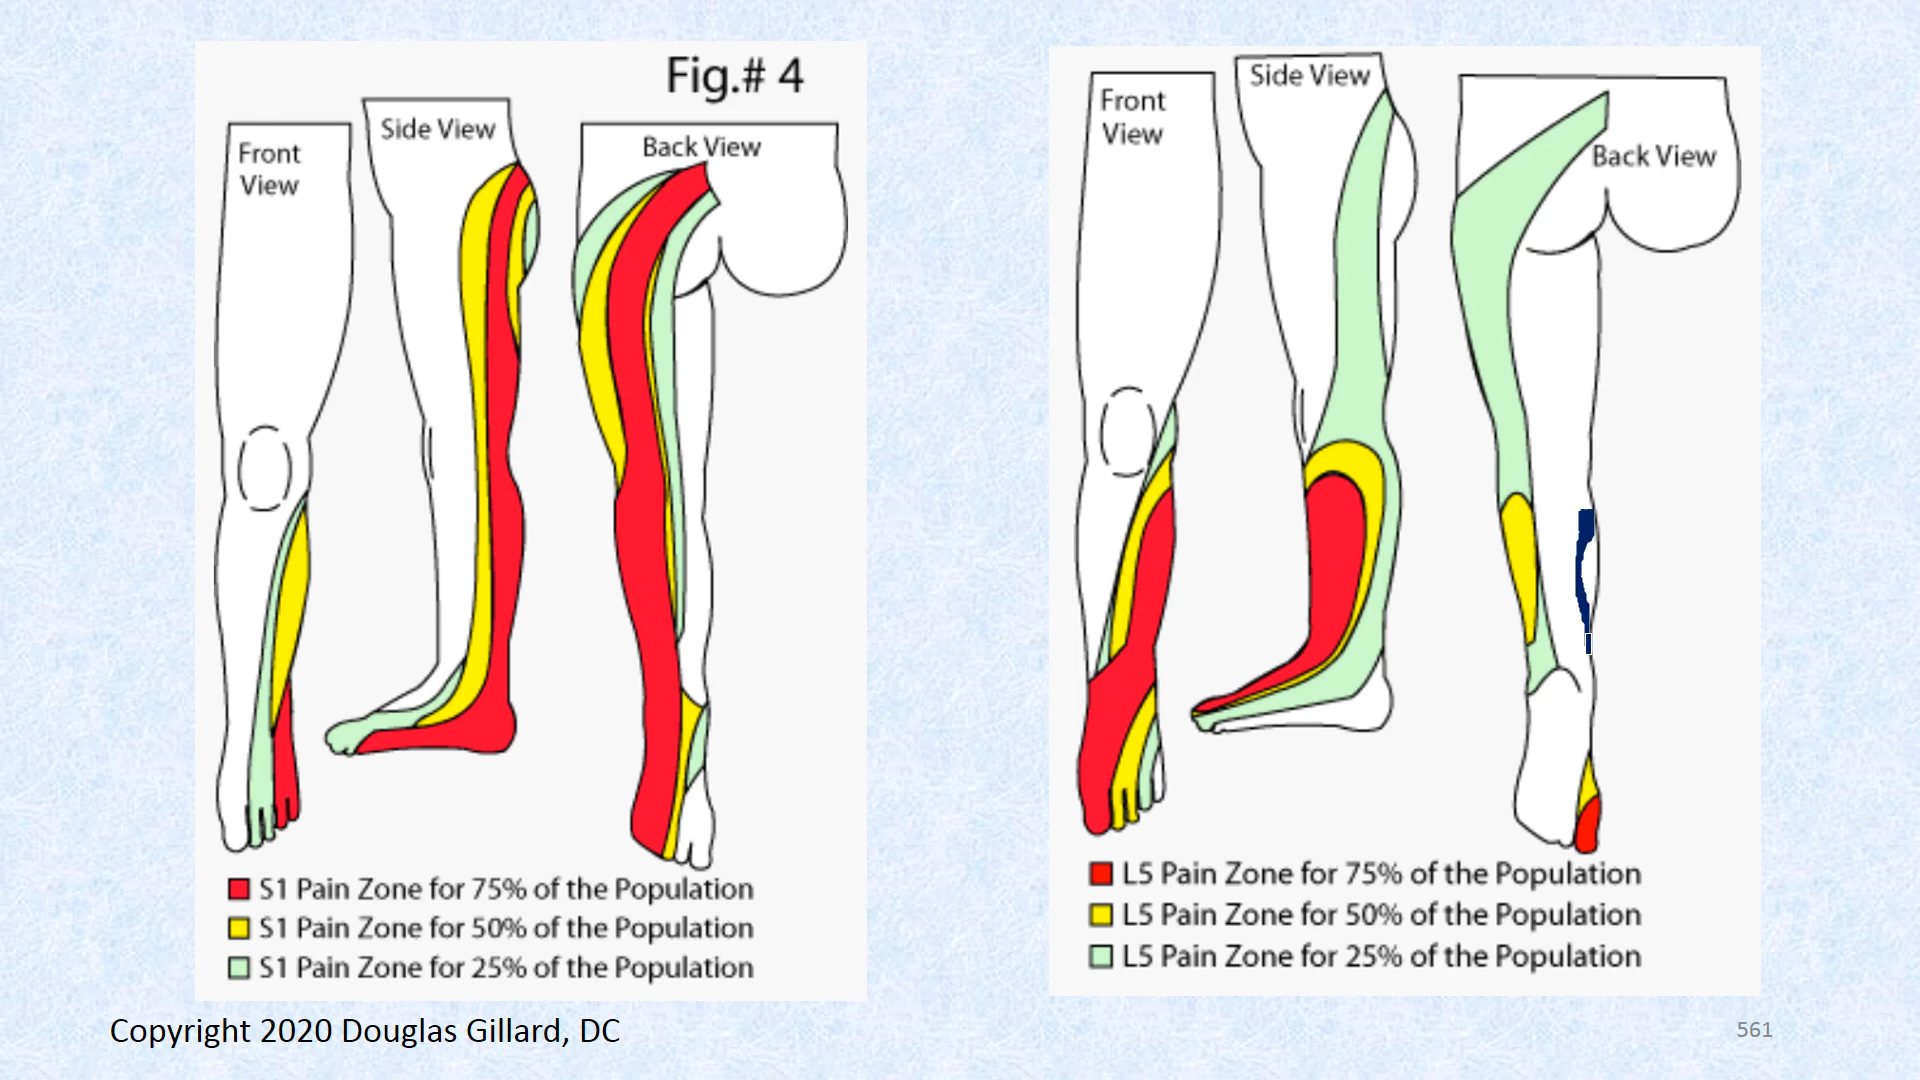 Fig.# 4
Front
View
Side View
Back View
S1 Pain Zone for 75% of the Population
S1 Pain Zone for 50% of the Population
S1 Pain Zone for 25% of the Population
Front
View
Side View
Back View
L5 Pain Zone for 75% of the Population
L5 Pain Zone for 50% of the Population
L5 Pain Zone for 25% of the Population
Copyright 2020 Douglas Gillard, DC
561